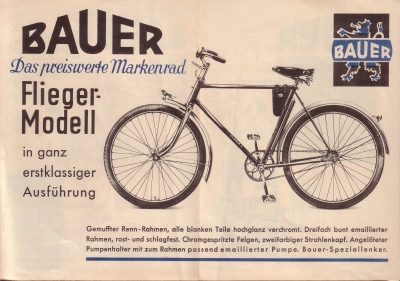 BAUER
Das preiswerte Markenrad
Flieger-
Modell
in ganz
erstklassiger
Ausführung
BAUER
Gemuffter Renn-Rahmen, alle blanken Teile hochglanz verchromt. Dreifach bunt emaillierter
Rahmen, rost- und schlagfest. Chromgespritzte Felgen, zweifarbiger Strahlenkopf. Angelöteter
Pumpenhalter mit zum Rahmen passend emaillierter Pumpe. Bauer-Speziallenker.